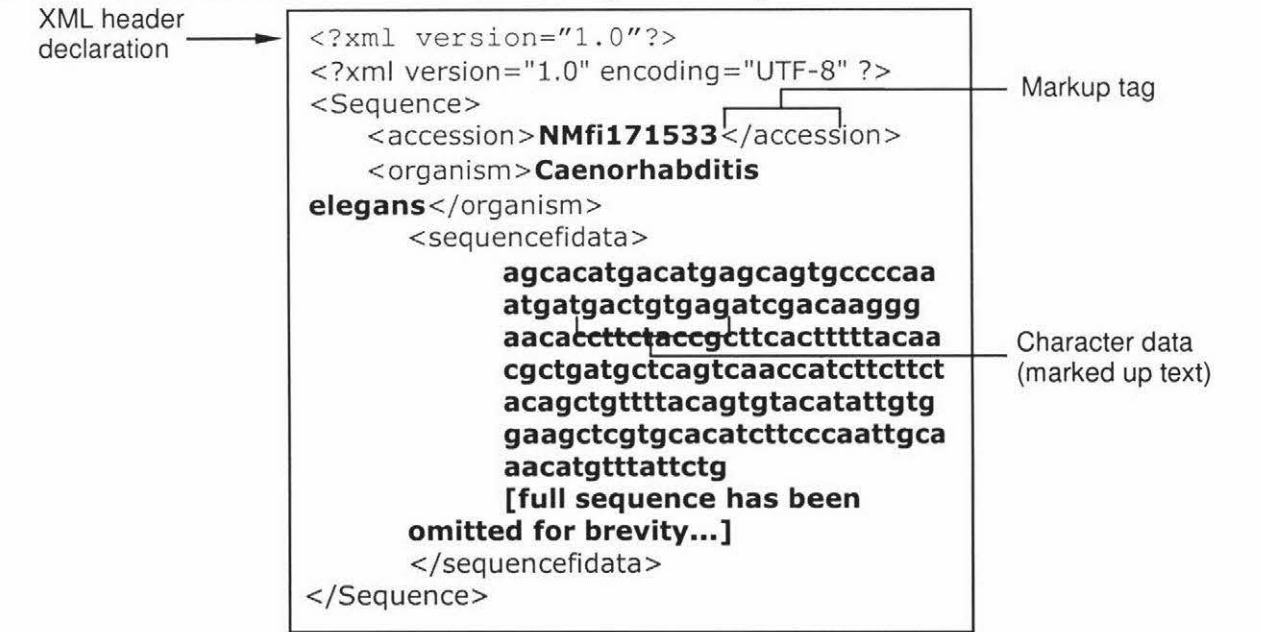 XML header
declaration
<?xml version="1.0"?>
<?xml version="1.0" encoding="UTF-8" ?>
<Sequence>
<accession>NMfi171533</accession>
<organism>Caenorhabditis
elegans</organism>
<sequencefidata>
agcacatgacatgagcagtgccccaa
atgatgactgtgagatcgacaaggg
aacaccttctaccgcttcactttttacaa
cgctgatgctcagtcaaccatcttcttct
acagctgttttacagtgtacatattgtg
gaagctcgtgcacatcttcccaattgca
aacatgtttattctg
[full sequence has been
omitted for brevity...]
</sequencefidata>
</Sequence>
Markup tag
Character data
(marked up text)